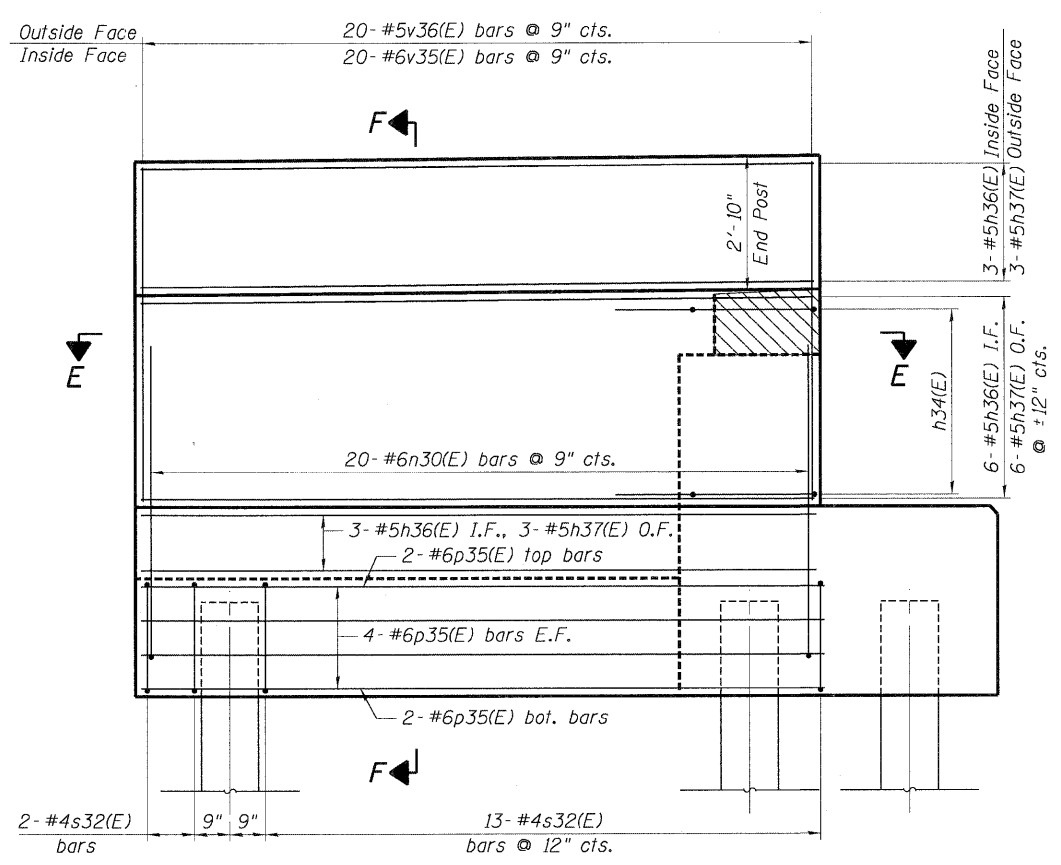 Outside Face
Inside Face
20- #5v36(E) bars @ 9" cts.
20- #6v35(E) bars @ 9" cts.
F
3- #5h36(E) Inside Face
3- #5h37(E) Outside Face
2'-10"
End Post
E
E
h34(E)
6- #5h36(E) I.F.
6- #5h37(E) O.F.
@ ±12" cts.
20- #6n30(E) bars @ 9" cts.
3- #5h36(E) I.F., 3- #5h37(E) O.F.
2- #6p35(E) top bars
4- #6p35(E) bars E.F.
2- #6p35(E) bot. bars
F
2- #4s32(E)
bars
9"
9"
13- #4s32(E)
bars @ 12" cts.